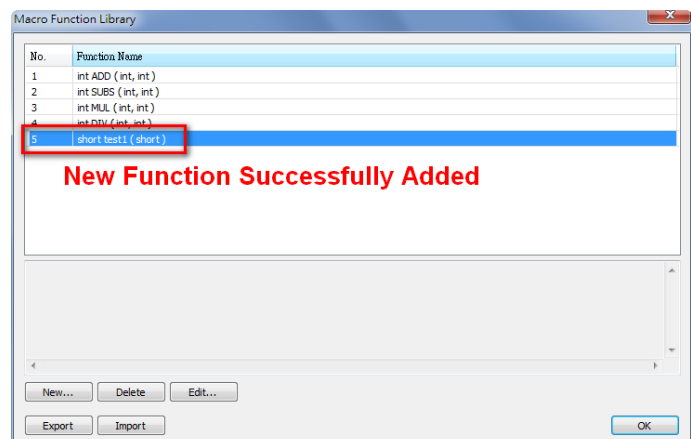 Macro Function Library
No. Function Name
1 int ADD ( int, int )
2 int SUBS ( int, int )
3 int MUL ( int, int )
4 int DIV ( int, int )
5 short test1 ( short )
New Function Successfully Added
New... Delete Edit...
Export Import OK